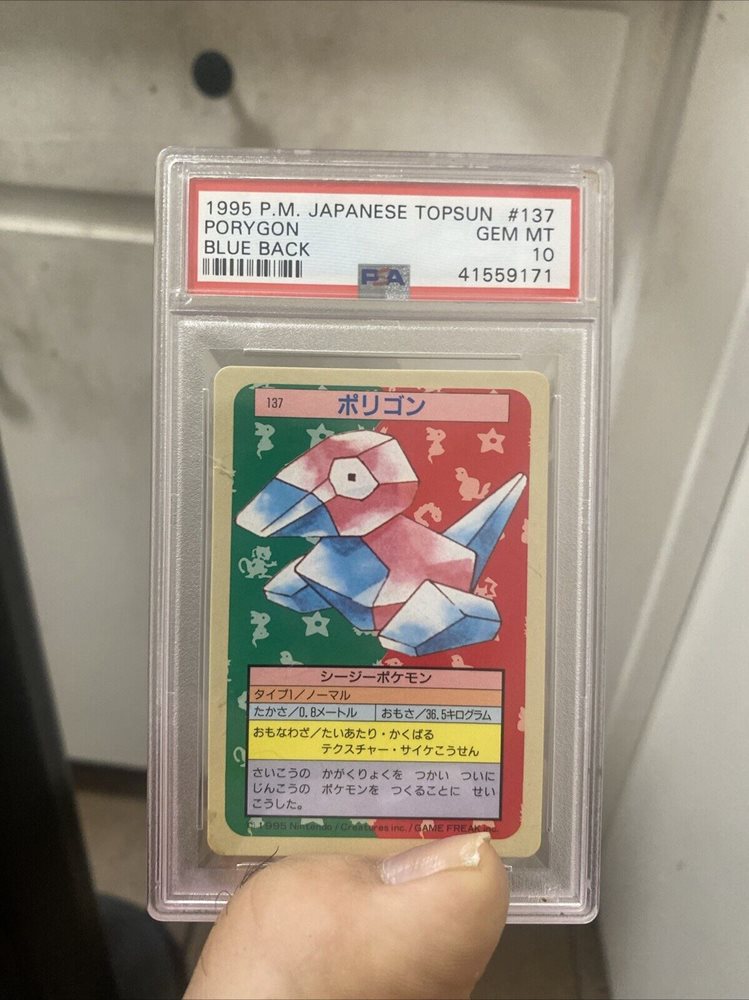 1995 P.M. JAPANESE TOPSUN #137
PORYGON GEM MT
BLUE BACK 10
PSA 41559171
137 ポリゴン
シージーポケモン
タイプ1/ノーマル
たかさ/0.8メートル おもさ/36.5キログラム
おもなわざ/たいあたり・かくばる
テクスチャー・サイケこうせん
さいこうの かがくりょくを つかい ついに
じんこうの ポケモンを つくることに せい
こうした。
© 1995 Nintendo / Creatures inc. / GAME FREAK inc.